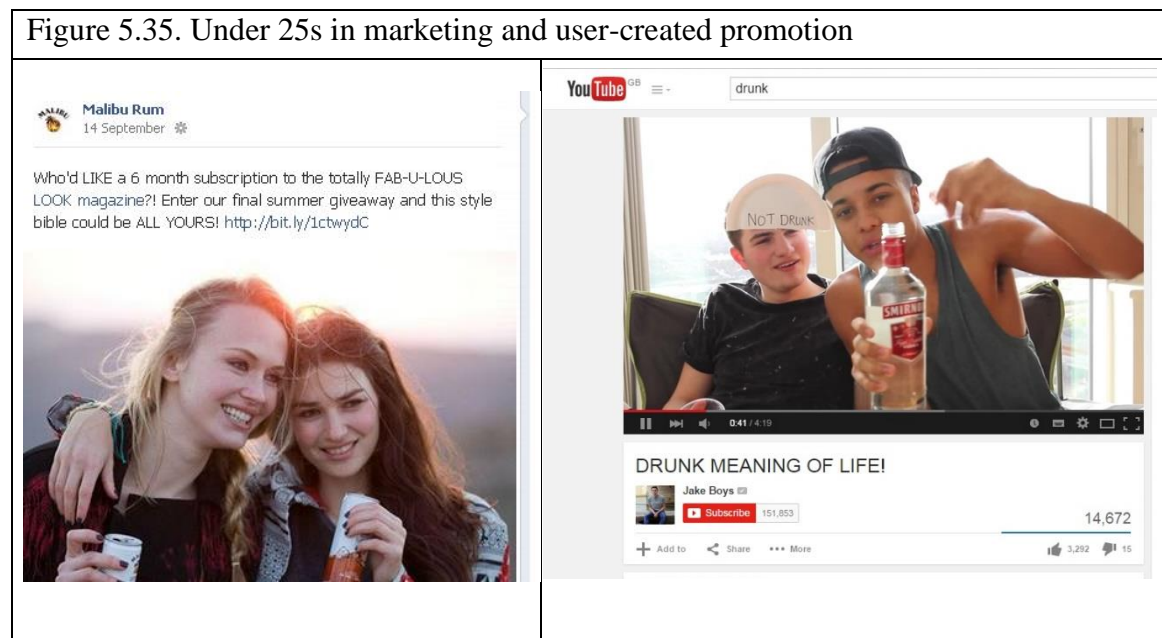 Figure 5.35. Under 25s in marketing and user-created promotion
MALIBU
Malibu Rum
14 September
Who'd LIKE a 6 month subscription to the totally FAB-U-LOUS
LOOK magazine?! Enter our final summer giveaway and this style
bible could be ALL YOURS! http://bit.ly/1ctwydC
YouTube GB
drunk
NOT DRUNK
SMIRNOFF
0:41 / 4:19
DRUNK MEANING OF LIFE!
Jake Boys
Subscribe 151,853
14,672
Add to Share More
3,292 15